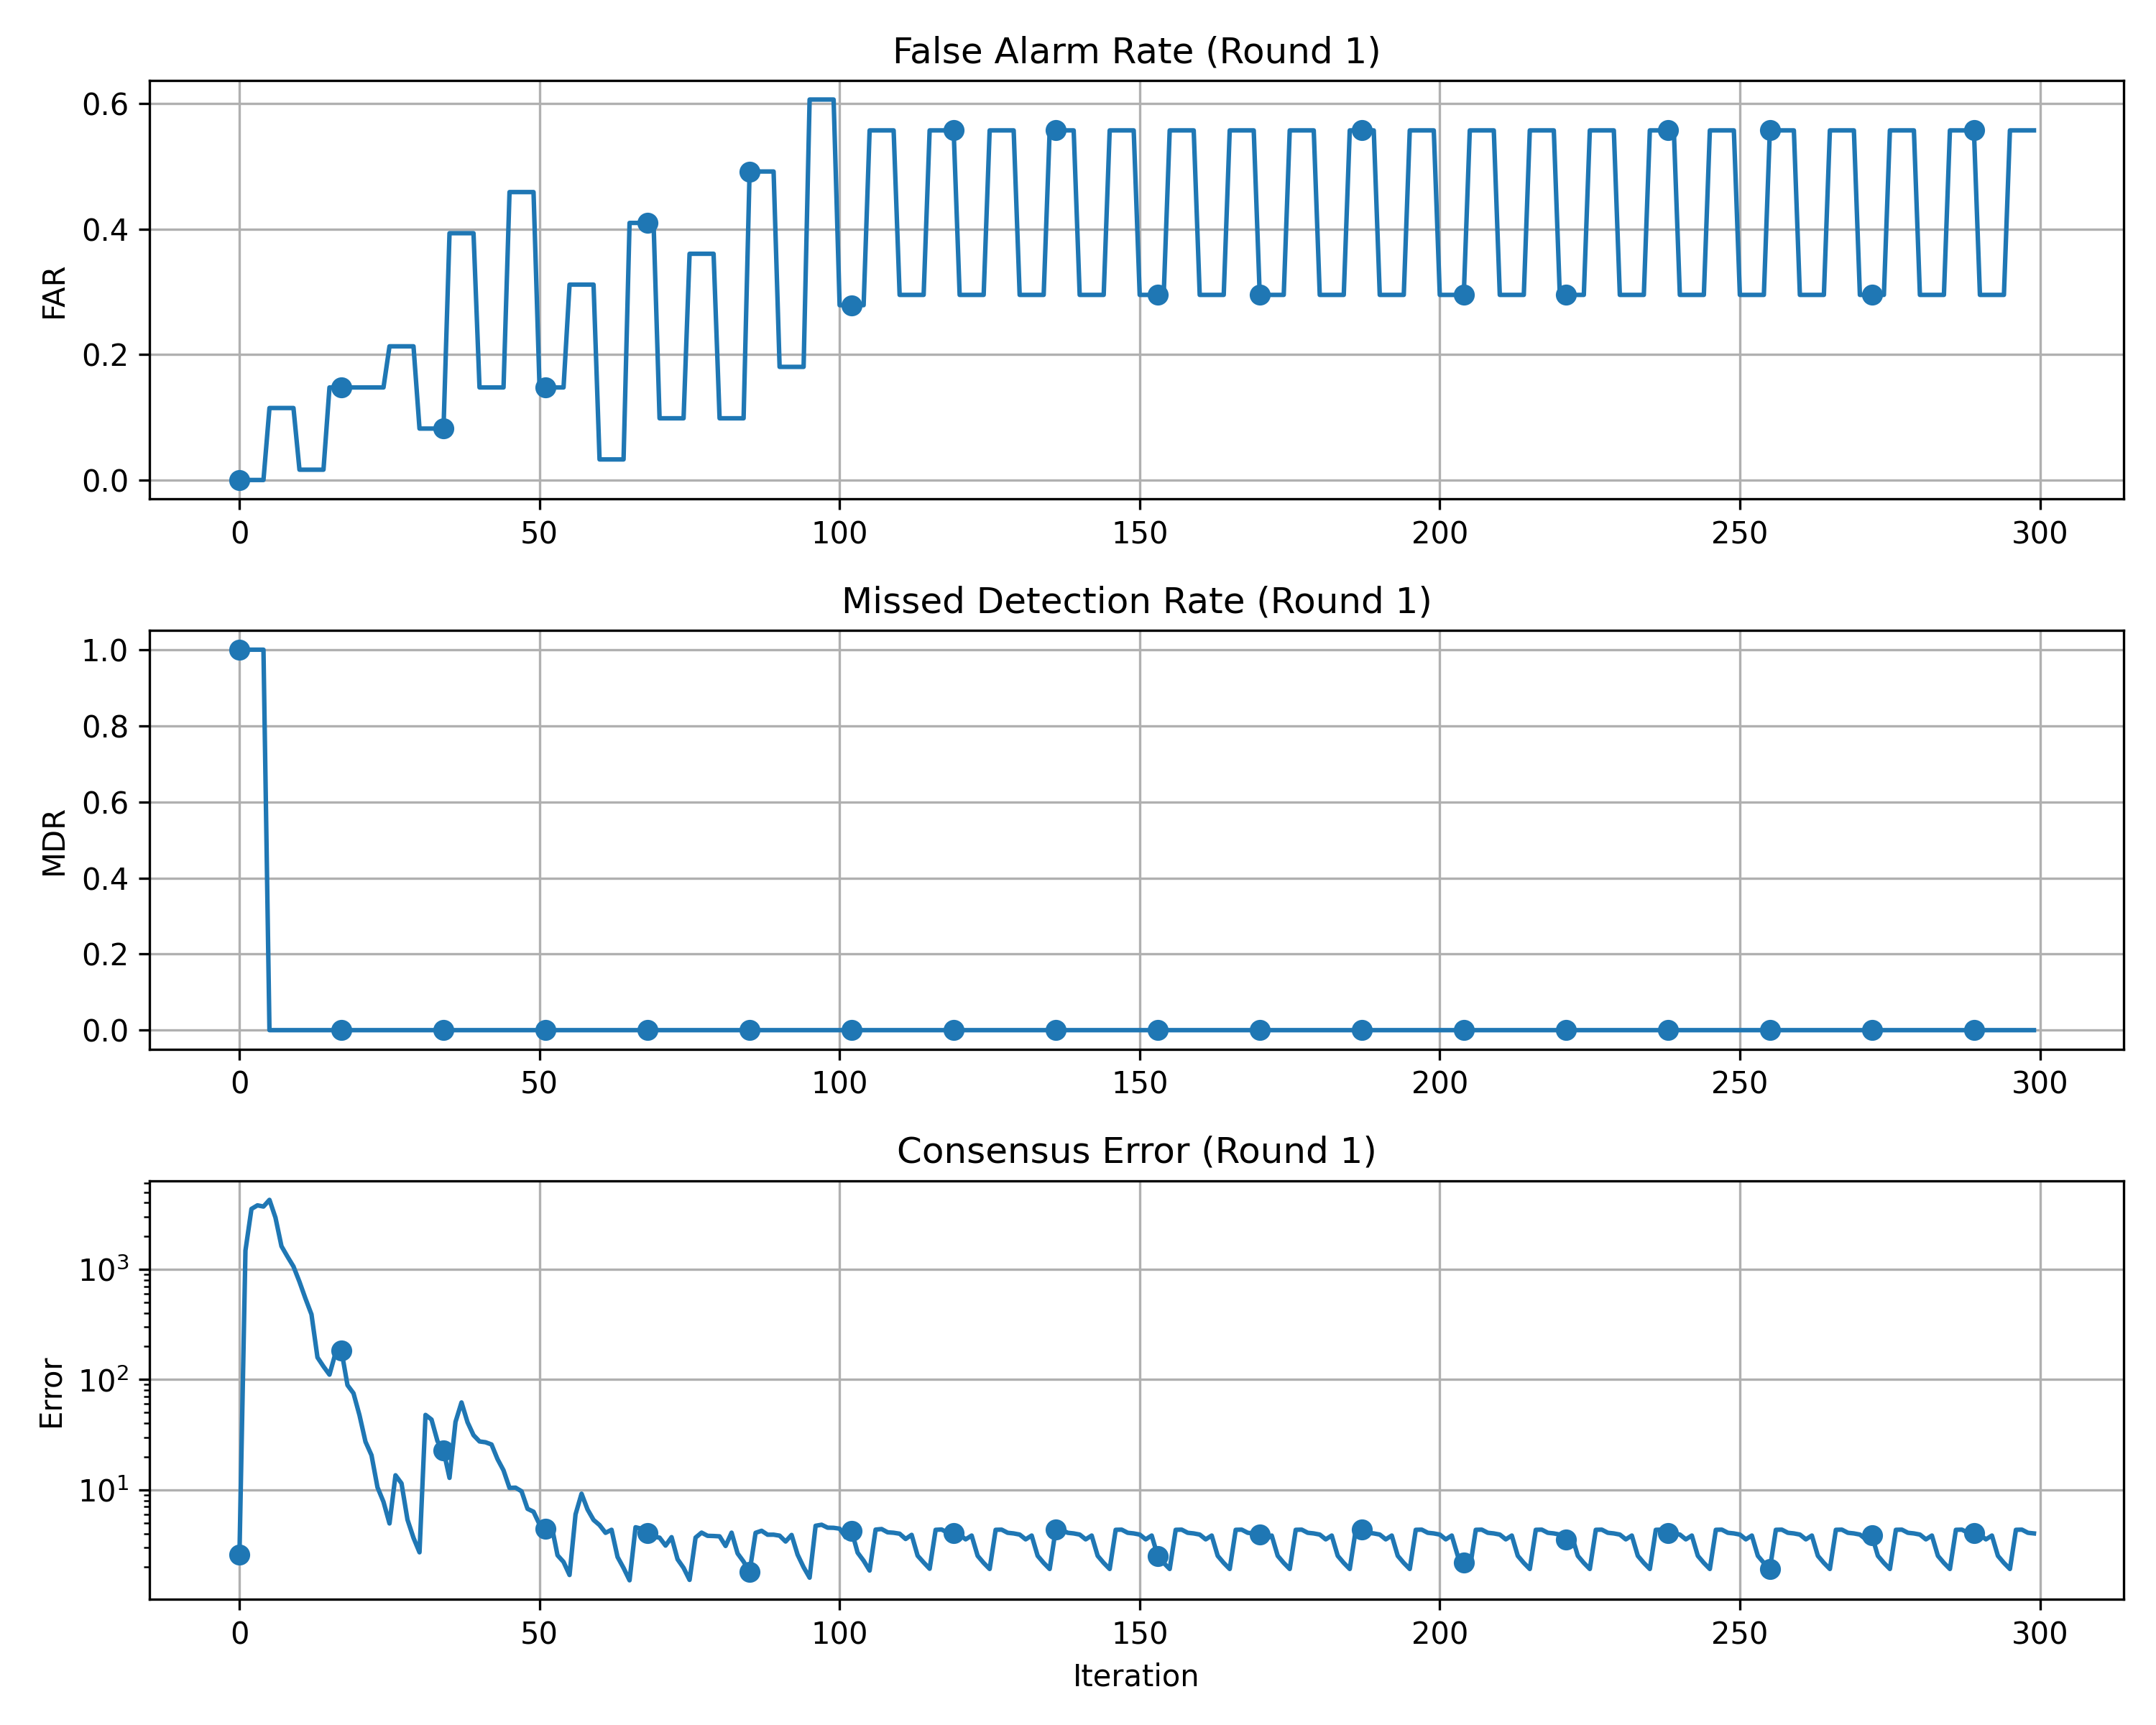 False Alarm Rate (Round 1)
FAR
0.6
0.4
0.2
0.0
0 50 100 150 200 250 300
Missed Detection Rate (Round 1)
MDR
1.0
0.8
0.6
0.4
0.2
0.0
0 50 100 150 200 250 300
Consensus Error (Round 1)
Error
10³
10²
10¹
0 50 100 150 200 250 300
Iteration